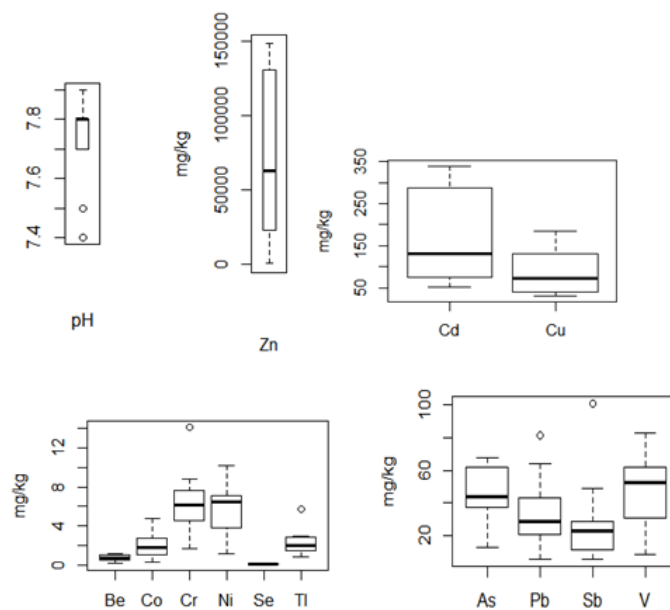 7.4 7.6 7.8
pH
mg/kg
0 50000 100000 150000
Zn
mg/kg
50 150 250 350
Cd Cu
mg/kg
0 4 8 12
Be Co Cr Ni Se Tl
mg/kg
20 60 100
As Pb Sb V